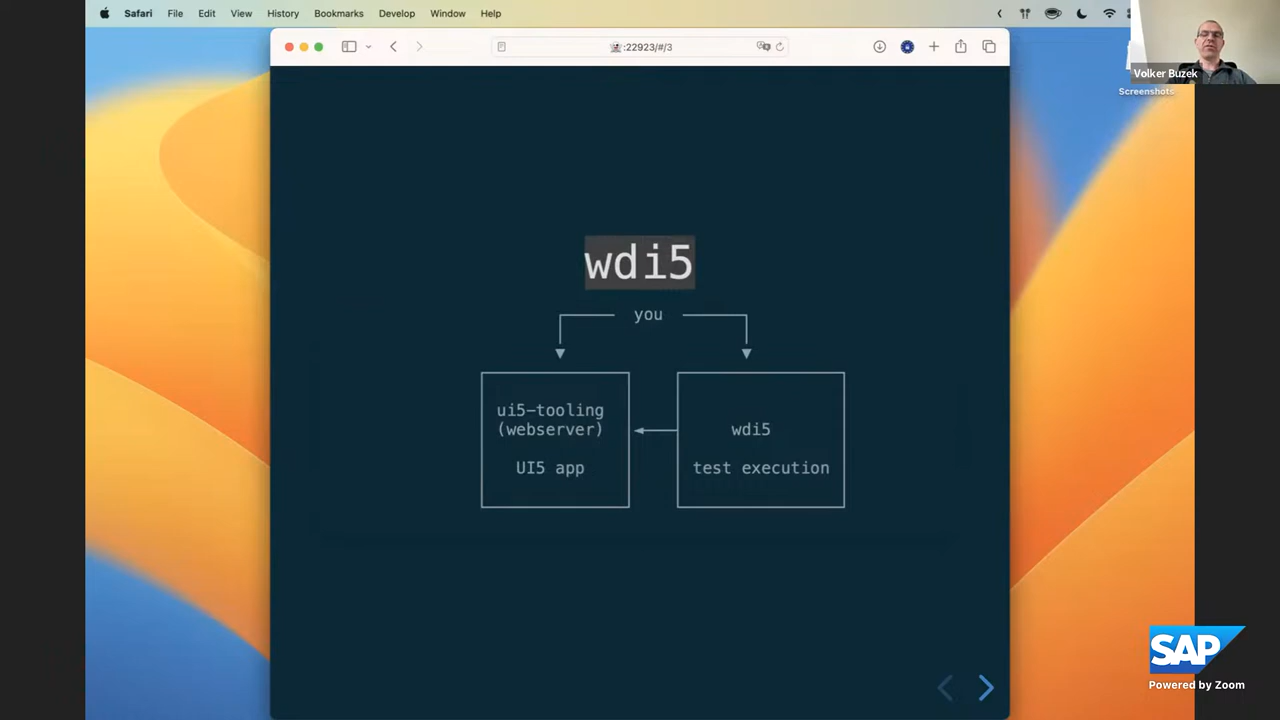 Safari File Edit View History Bookmarks Develop Window Help
:22923/#/3
Volker Buzek
Screenshots
wdi5
you
ui5-tooling
(webserver)
UI5 app
wdi5
test execution
SAP
Powered by Zoom